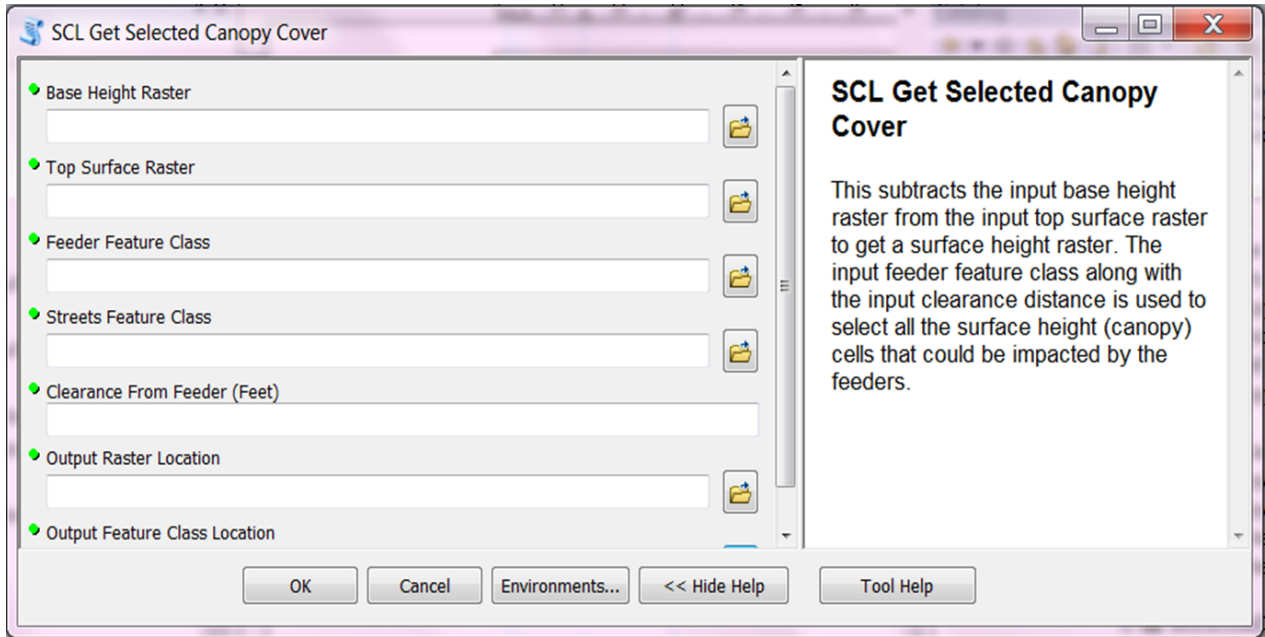 SCL Get Selected Canopy Cover
Base Height Raster
Top Surface Raster
Feeder Feature Class
Streets Feature Class
Clearance From Feeder (Feet)
Output Raster Location
Output Feature Class Location
SCL Get Selected Canopy
Cover
This subtracts the input base height
raster from the input top surface raster
to get a surface height raster. The
input feeder feature class along with
the input clearance distance is used to
select all the surface height (canopy)
cells that could be impacted by the
feeders.
OK Cancel Environments... << Hide Help Tool Help